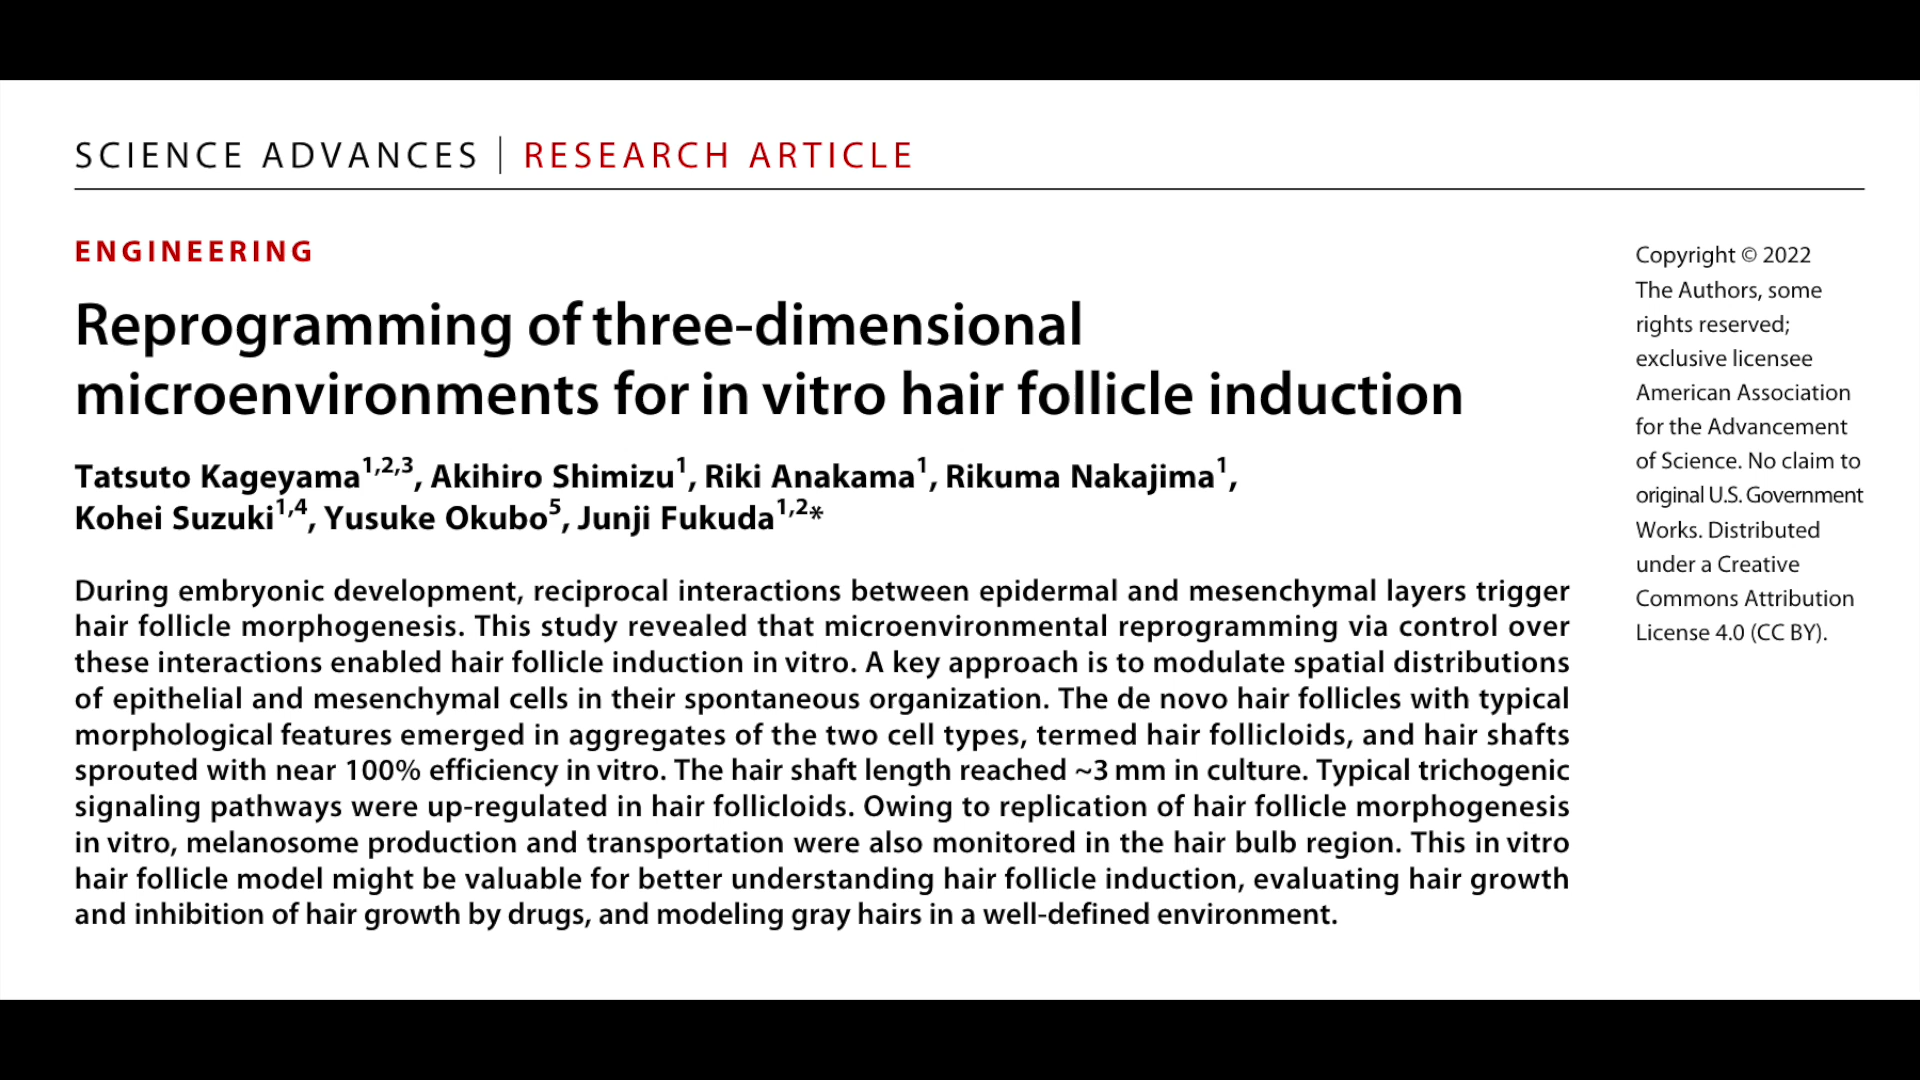 SCIENCE ADVANCES | RESEARCH ARTICLE
ENGINEERING
Reprogramming of three-dimensional
microenvironments for in vitro hair follicle induction
Tatsuto Kageyama1,2,3, Akihiro Shimizu1, Riki Anakama1, Rikuma Nakajima1,
Kohei Suzuki1,4, Yusuke Okubo5, Junji Fukuda1,2*
During embryonic development, reciprocal interactions between epidermal and mesenchymal layers trigger
hair follicle morphogenesis. This study revealed that microenvironmental reprogramming via control over
these interactions enabled hair follicle induction in vitro. A key approach is to modulate spatial distributions
of epithelial and mesenchymal cells in their spontaneous organization. The de novo hair follicles with typical
morphological features emerged in aggregates of the two cell types, termed hair follicloids, and hair shafts
sprouted with near 100% efficiency in vitro. The hair shaft length reached ~3 mm in culture. Typical trichogenic
signaling pathways were up-regulated in hair follicloids. Owing to replication of hair follicle morphogenesis
in vitro, melanosome production and transportation were also monitored in the hair bulb region. This in vitro
hair follicle model might be valuable for better understanding hair follicle induction, evaluating hair growth
and inhibition of hair growth by drugs, and modeling gray hairs in a well-defined environment.
Copyright © 2022
The Authors, some
rights reserved;
exclusive licensee
American Association
for the Advancement
of Science. No claim to
original U.S. Government
Works. Distributed
under a Creative
Commons Attribution
License 4.0 (CC BY).